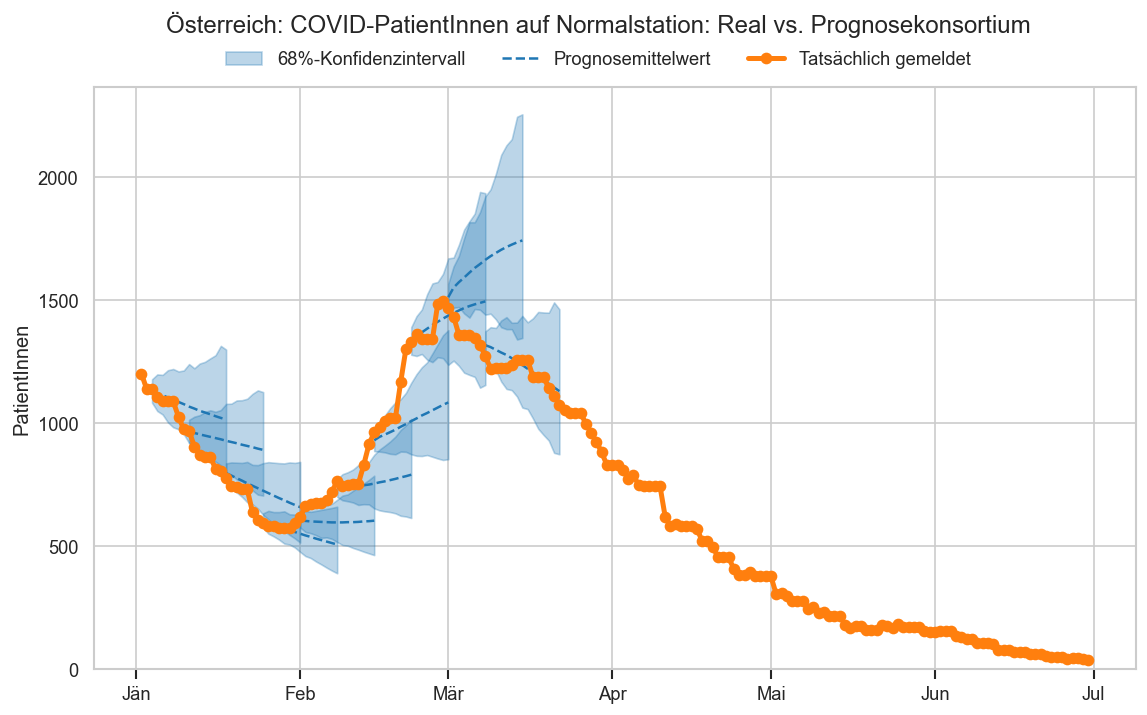 Österreich: COVID-PatientInnen auf Normalstation: Real vs. Prognosekonsortium
68%-Konfidenzintervall Prognosemittelwert Tatsächlich gemeldet
PatientInnen
2000
1500
1000
500
0
Jän Feb Mär Apr Mai Jun Jul